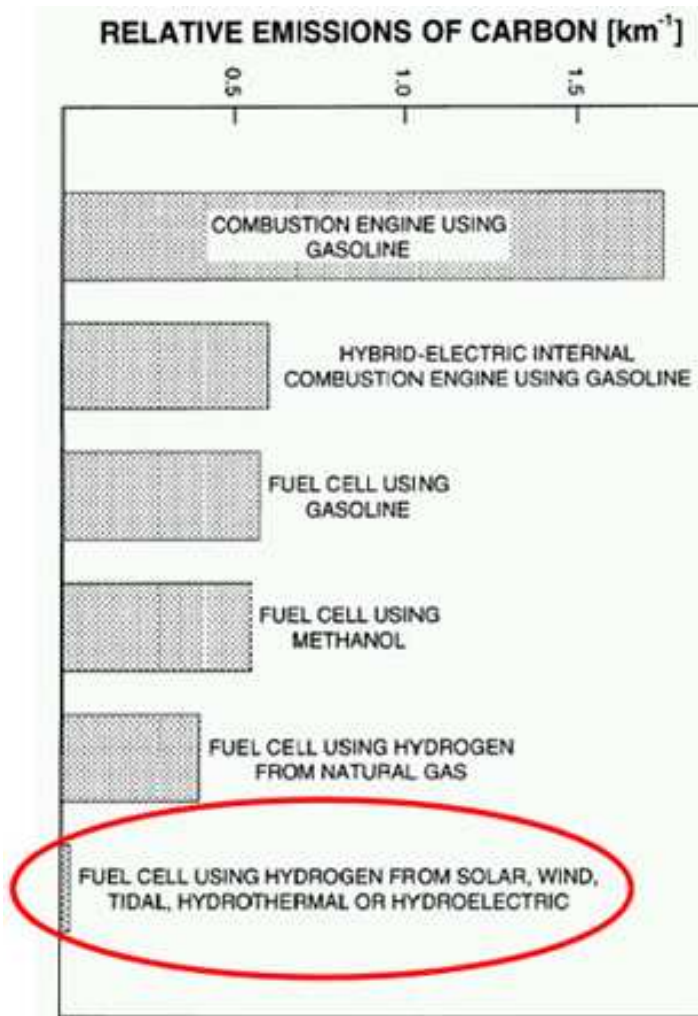 RELATIVE EMISSIONS OF CARBON [km⁻¹]
0.5
1.0
1.5
COMBUSTION ENGINE USING
GASOLINE
HYBRID-ELECTRIC INTERNAL
COMBUSTION ENGINE USING GASOLINE
FUEL CELL USING
GASOLINE
FUEL CELL USING
METHANOL
FUEL CELL USING HYDROGEN
FROM NATURAL GAS
FUEL CELL USING HYDROGEN FROM SOLAR, WIND,
TIDAL, HYDROTHERMAL OR HYDROELECTRIC